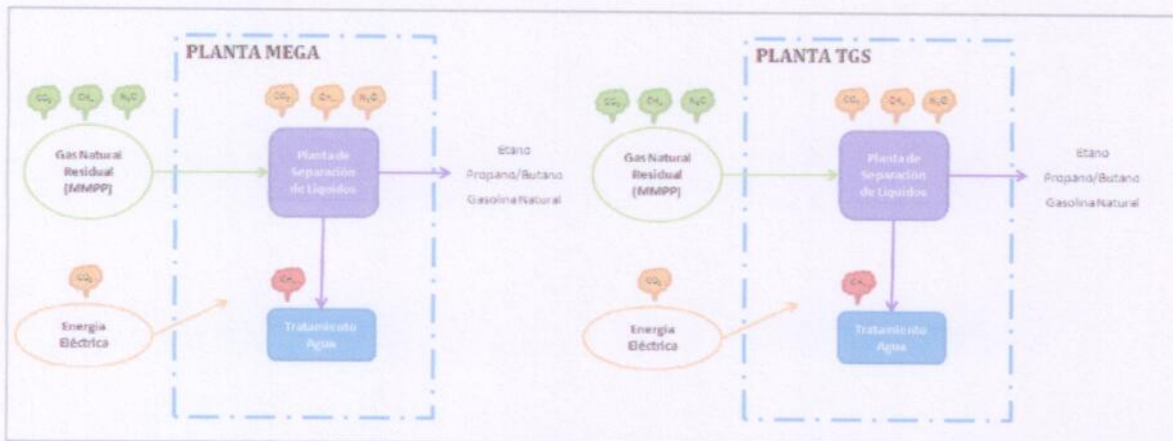 PLANTA MEGA
CO₂ CH₄ N₂O
CO₂ CH₄ N₂O
Gas Natural
Residual
(MMPP)
Planta de
Separación
de Líquidos
Etano
Propano/Butano
Gasolina Natural
CO₂
CH₄
Energía
Eléctrica
Tratamiento
Agua
PLANTA TGS
CO₂ CH₄ N₂O
CO₂ CH₄ N₂O
Gas Natural
Residual
(MMPP)
Planta de
Separación
de Líquidos
Etano
Propano/Butano
Gasolina Natural
CO₂
CH₄
Energía
Eléctrica
Tratamiento
Agua